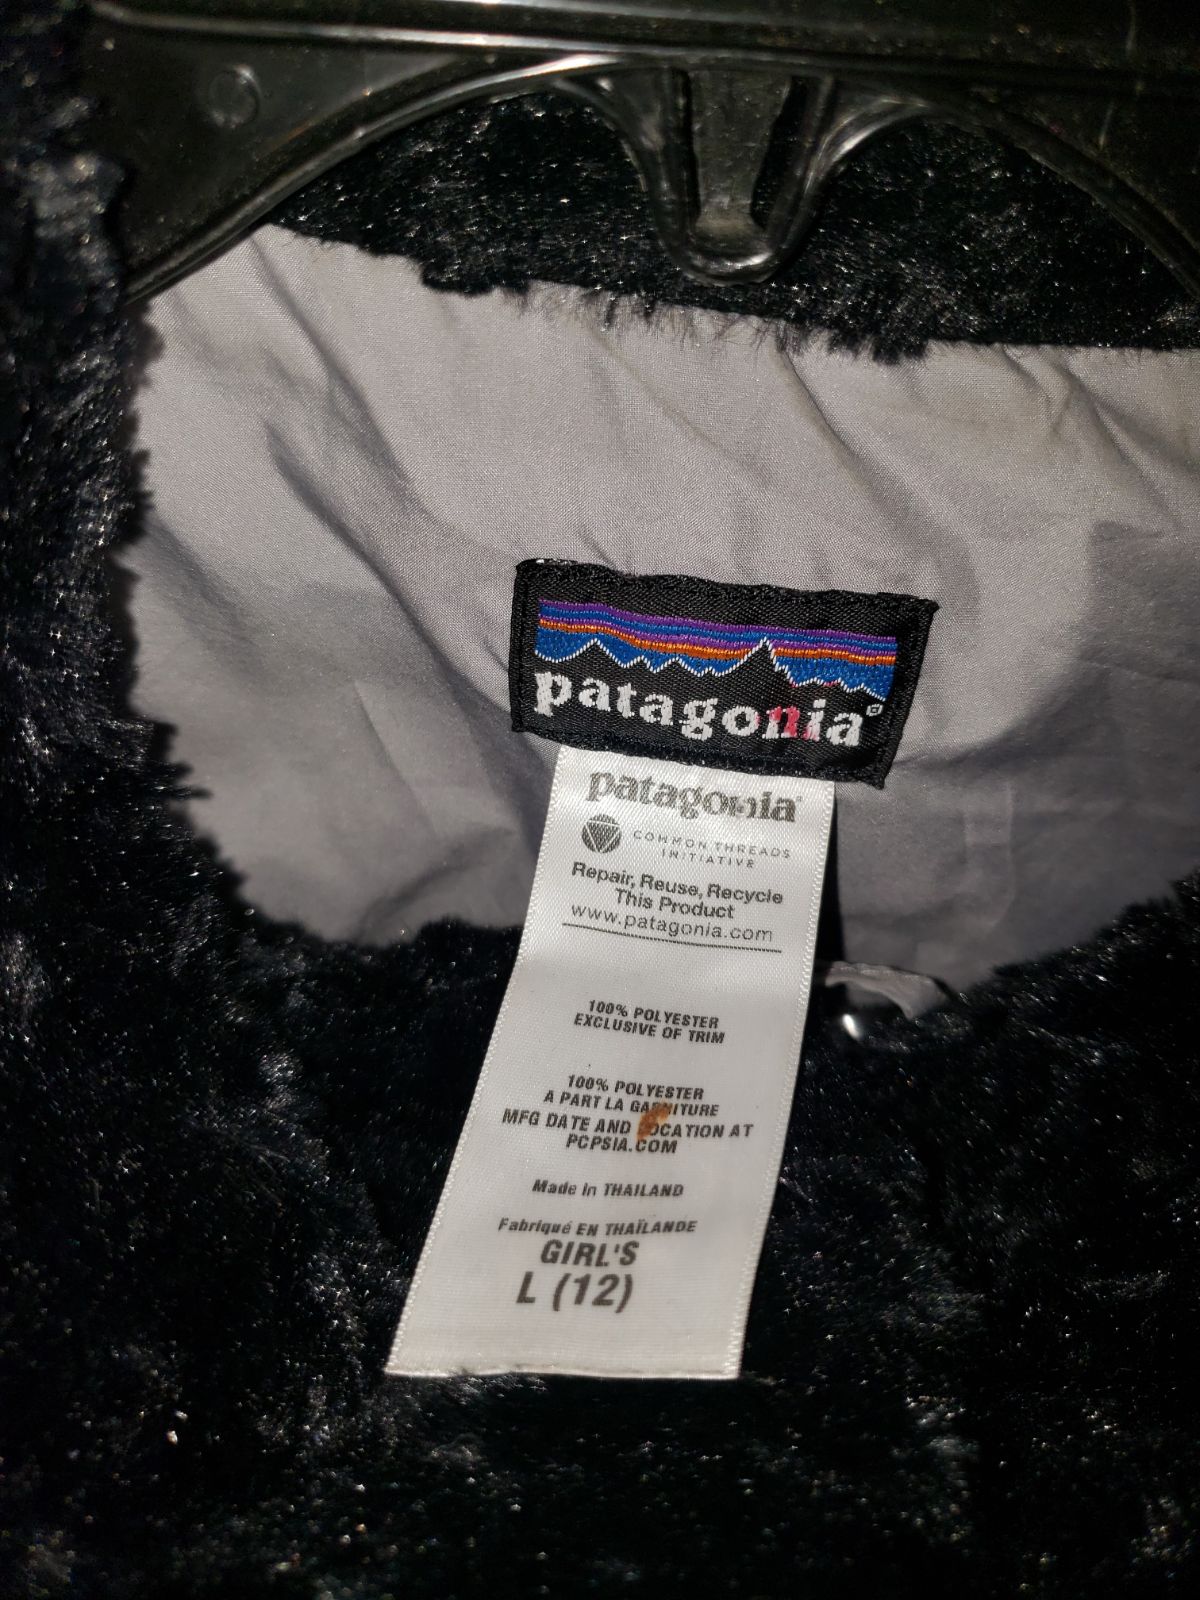 patagonia®
patagonia®
COMMON THREADS
INITIATIVE
Repair, Reuse, Recycle
This Product
www.patagonia.com
100% POLYESTER
EXCLUSIVE OF TRIM
100% POLYESTER
A PART LA GARNITURE
MFG DATE AND LOCATION AT
PCPSIA.COM
Made in THAILAND
Fabriqué EN THAÏLANDE
GIRL'S
L (12)